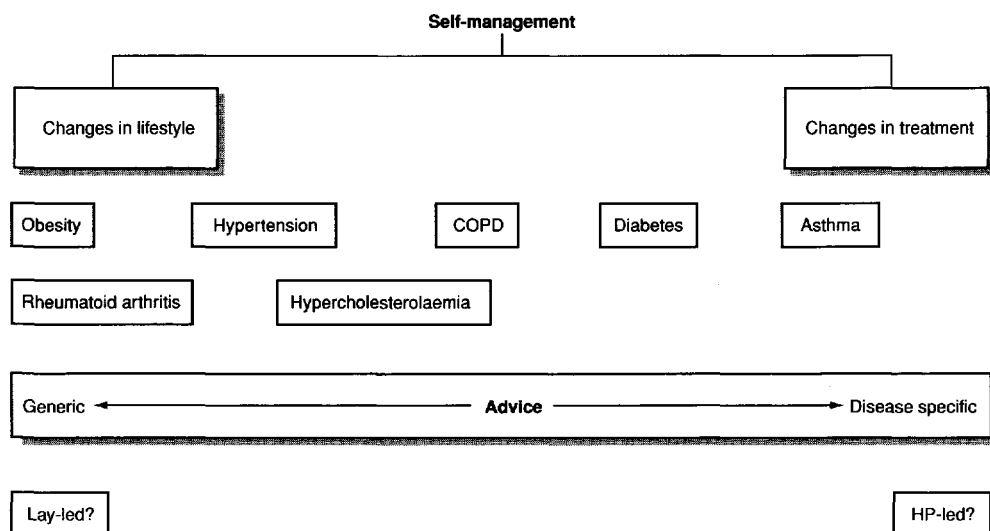 Self-management
Changes in lifestyle
Changes in treatment
Obesity
Hypertension
COPD
Diabetes
Asthma
Rheumatoid arthritis
Hypercholesterolaemia
Generic
Advice
Disease specific
Lay-led?
HP-led?